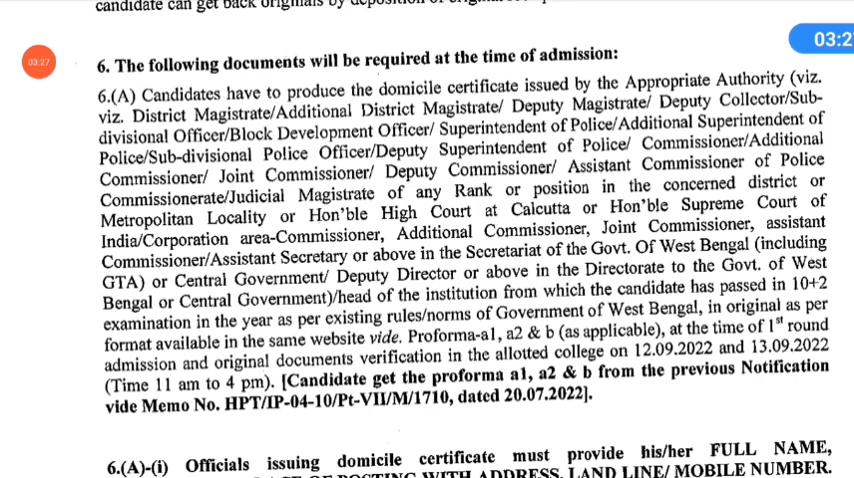 candidate can get back originals by
03:27
03:2
6. The following documents will be required at the time of admission:
6.(A) Candidates have to produce the domicile certificate issued by the Appropriate Authority (viz.
viz. District Magistrate/Additional District Magistrate/ Deputy Magistrate/ Deputy Collector/Sub-
divisional Officer/Block Development Officer/ Superintendent of Police/Additional Superintendent of
Police/Sub-divisional Police Officer/Deputy Superintendent of Police/ Commissioner/Additional
Commissioner/ Joint Commissioner/ Deputy Commissioner/ Assistant Commissioner of Police
Commissionerate/Judicial Magistrate of any Rank or position in the concerned district or
Metropolitan Locality or Hon'ble High Court at Calcutta or Hon'ble Supreme Court of
India/Corporation area-Commissioner, Additional Commissioner, Joint Commissioner, assistant
Commissioner/Assistant Secretary or above in the Secretariat of the Govt. Of West Bengal (including
GTA) or Central Government/ Deputy Director or above in the Directorate to the Govt. of West
Bengal or Central Government)/head of the institution from which the candidate has passed in 10+2
examination in the year as per existing rules/norms of Government of West Bengal, in original as per
format available in the same website vide. Proforma-a1, a2 & b (as applicable), at the time of 1st round
admission and original documents verification in the allotted college on 12.09.2022 and 13.09.2022
(Time 11 am to 4 pm). [Candidate get the proforma a1, a2 & b from the previous Notification
vide Memo No. HPT/IP-04-10/Pt-VII/M/1710, dated 20.07.2022].
6.(A)-(i) Officials issuing domicile certificate must provide his/her FULL NAME,
WITH ADDRESS, LAND LINE/ MOBILE NUMBER.